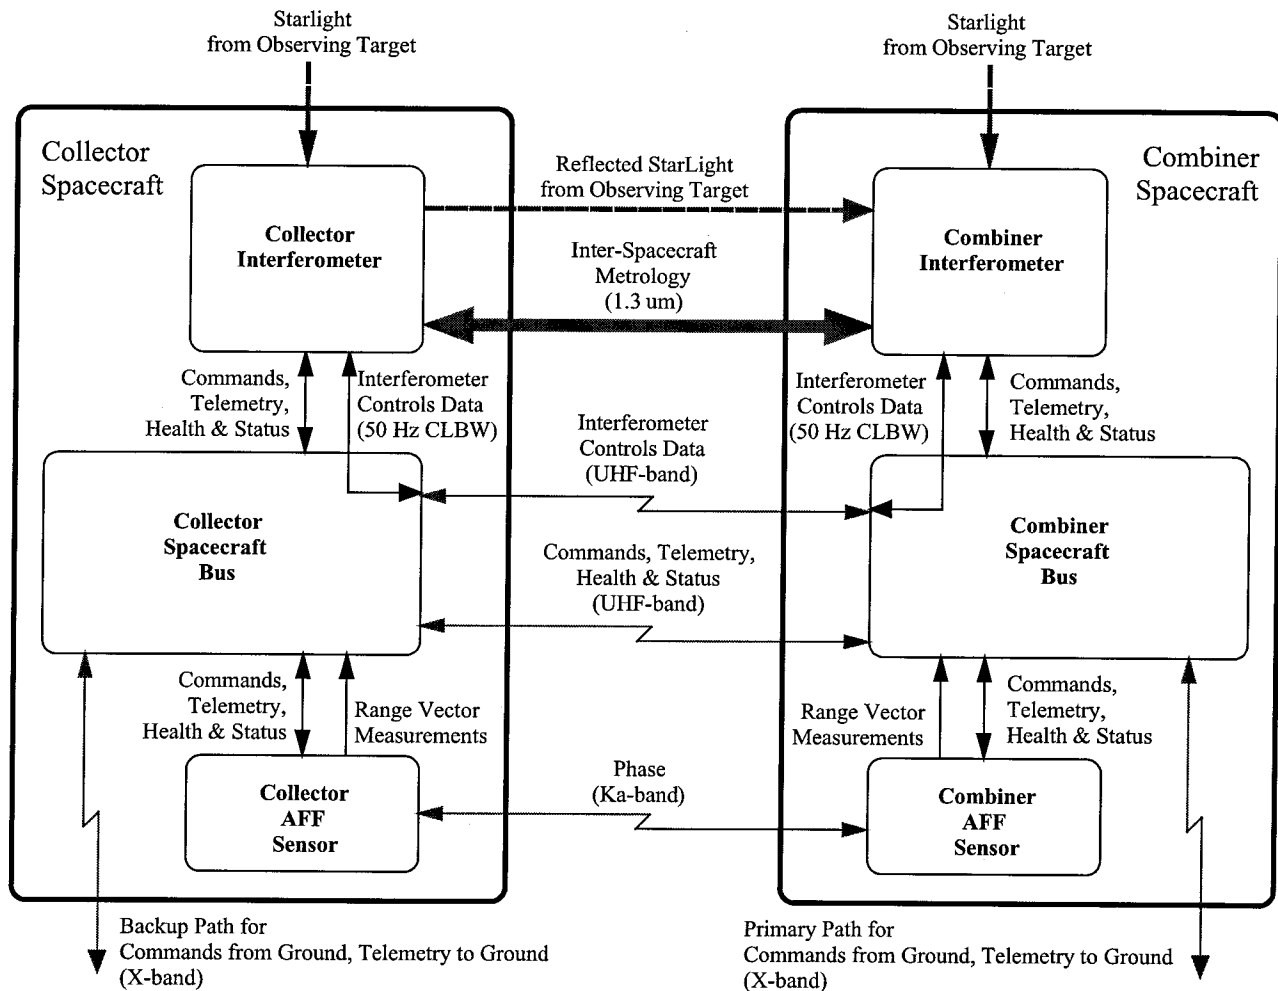 Starlight
from Observing Target
Starlight
from Observing Target
Collector
Spacecraft
Combiner
Spacecraft
Reflected StarLight
from Observing Target
Collector
Interferometer
Combiner
Interferometer
Inter-Spacecraft
Metrology
(1.3 um)
Commands,
Telemetry,
Health & Status
Interferometer
Controls Data
(50 Hz CLBW)
Interferometer
Controls Data
(50 Hz CLBW)
Commands,
Telemetry,
Health & Status
Interferometer
Controls Data
(UHF-band)
Collector
Spacecraft
Bus
Combiner
Spacecraft
Bus
Commands, Telemetry,
Health & Status
(UHF-band)
Commands,
Telemetry,
Health & Status
Range Vector
Measurements
Range Vector
Measurements
Commands,
Telemetry,
Health & Status
Phase
(Ka-band)
Collector
AFF
Sensor
Combiner
AFF
Sensor
Backup Path for
Commands from Ground, Telemetry to Ground
(X-band)
Primary Path for
Commands from Ground, Telemetry to Ground
(X-band)